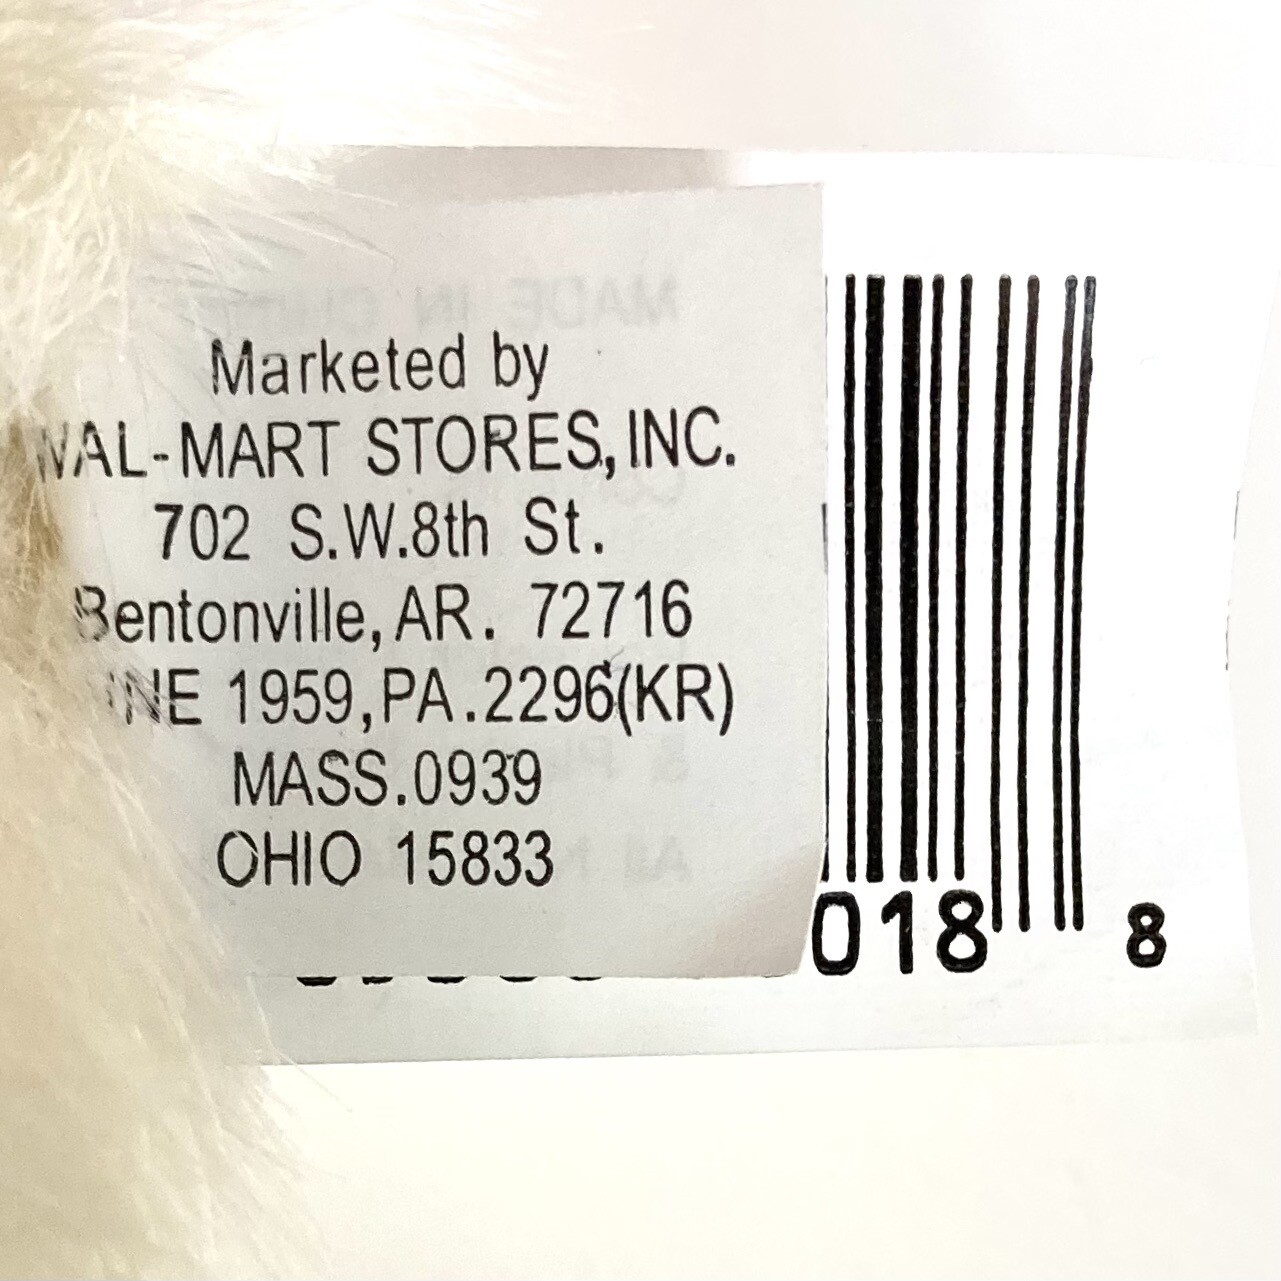 Marketed by
WAL-MART STORES, INC.
702 S.W.8th St.
Bentonville, AR. 72716
1959, PA.2296(KR)
MASS.0939
OHIO 15833
018 8